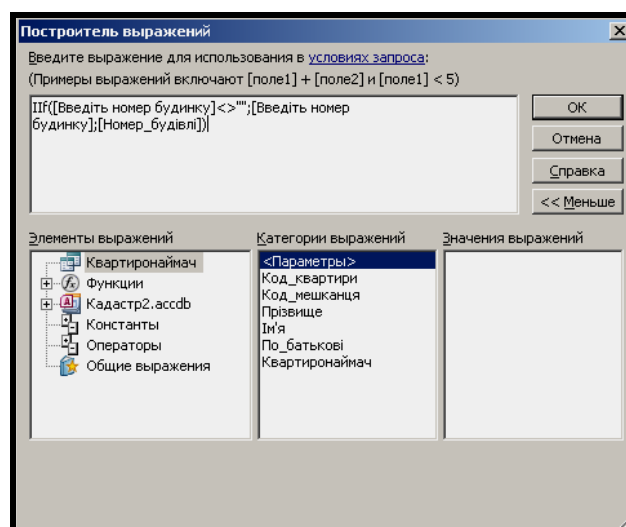 Построитель выражений
Введите выражение для использования в условиях запроса:
(Примеры выражений включают [поле1] + [поле2] и [поле1] < 5)
IIf([Введіть номер будинку]<>"";[Введіть номер
будинку];[Номер_будівлі])
ОК
Отмена
Справка
<< Меньше
Элементы выражений
Квартиронаймач
Функции
Кадастр2.accdb
Константы
Операторы
Общие выражения
Категории выражений
<Параметры>
Код_квартири
Код_мешканця
Прізвище
Ім'я
По_батькові
Квартиронаймач
Значения выражений